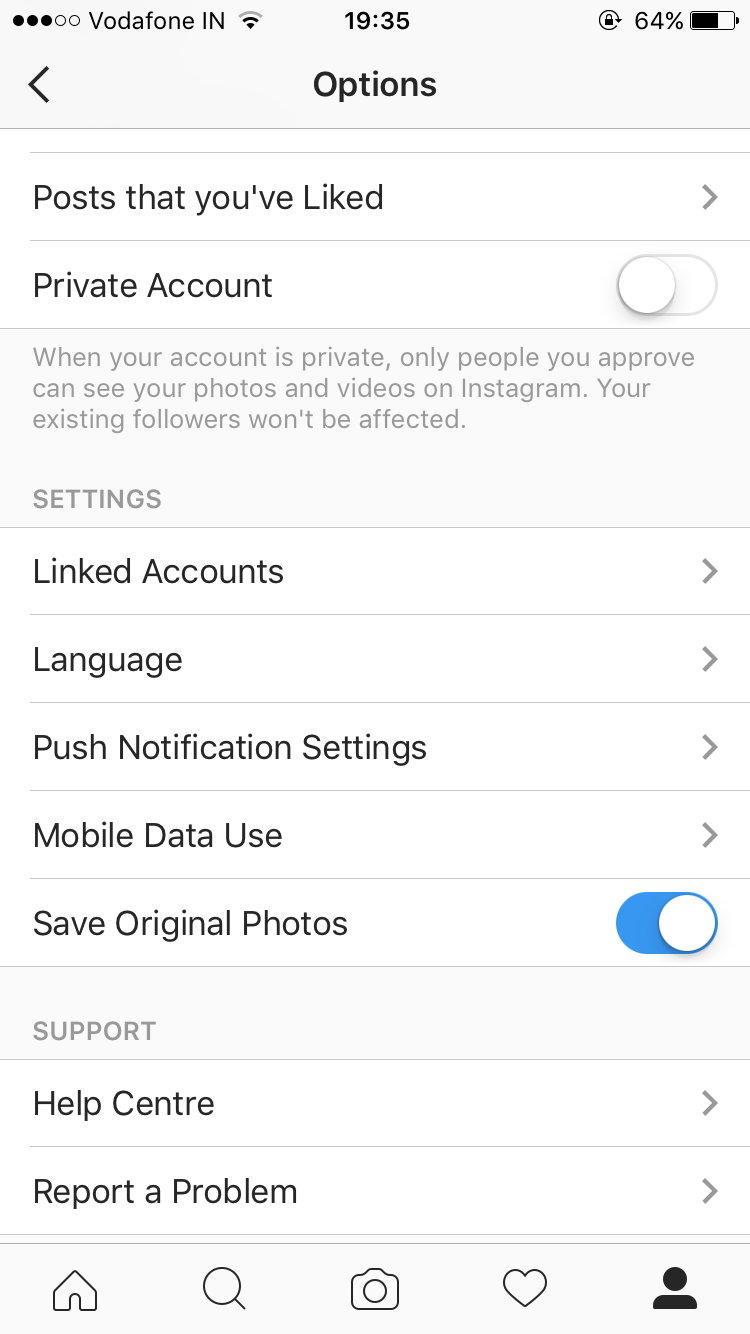 Vodafone IN 19:35 64%
Options
Posts that you've Liked
Private Account
When your account is private, only people you approve
can see your photos and videos on Instagram. Your
existing followers won't be affected.
SETTINGS
Linked Accounts
Language
Push Notification Settings
Mobile Data Use
Save Original Photos
SUPPORT
Help Centre
Report a Problem